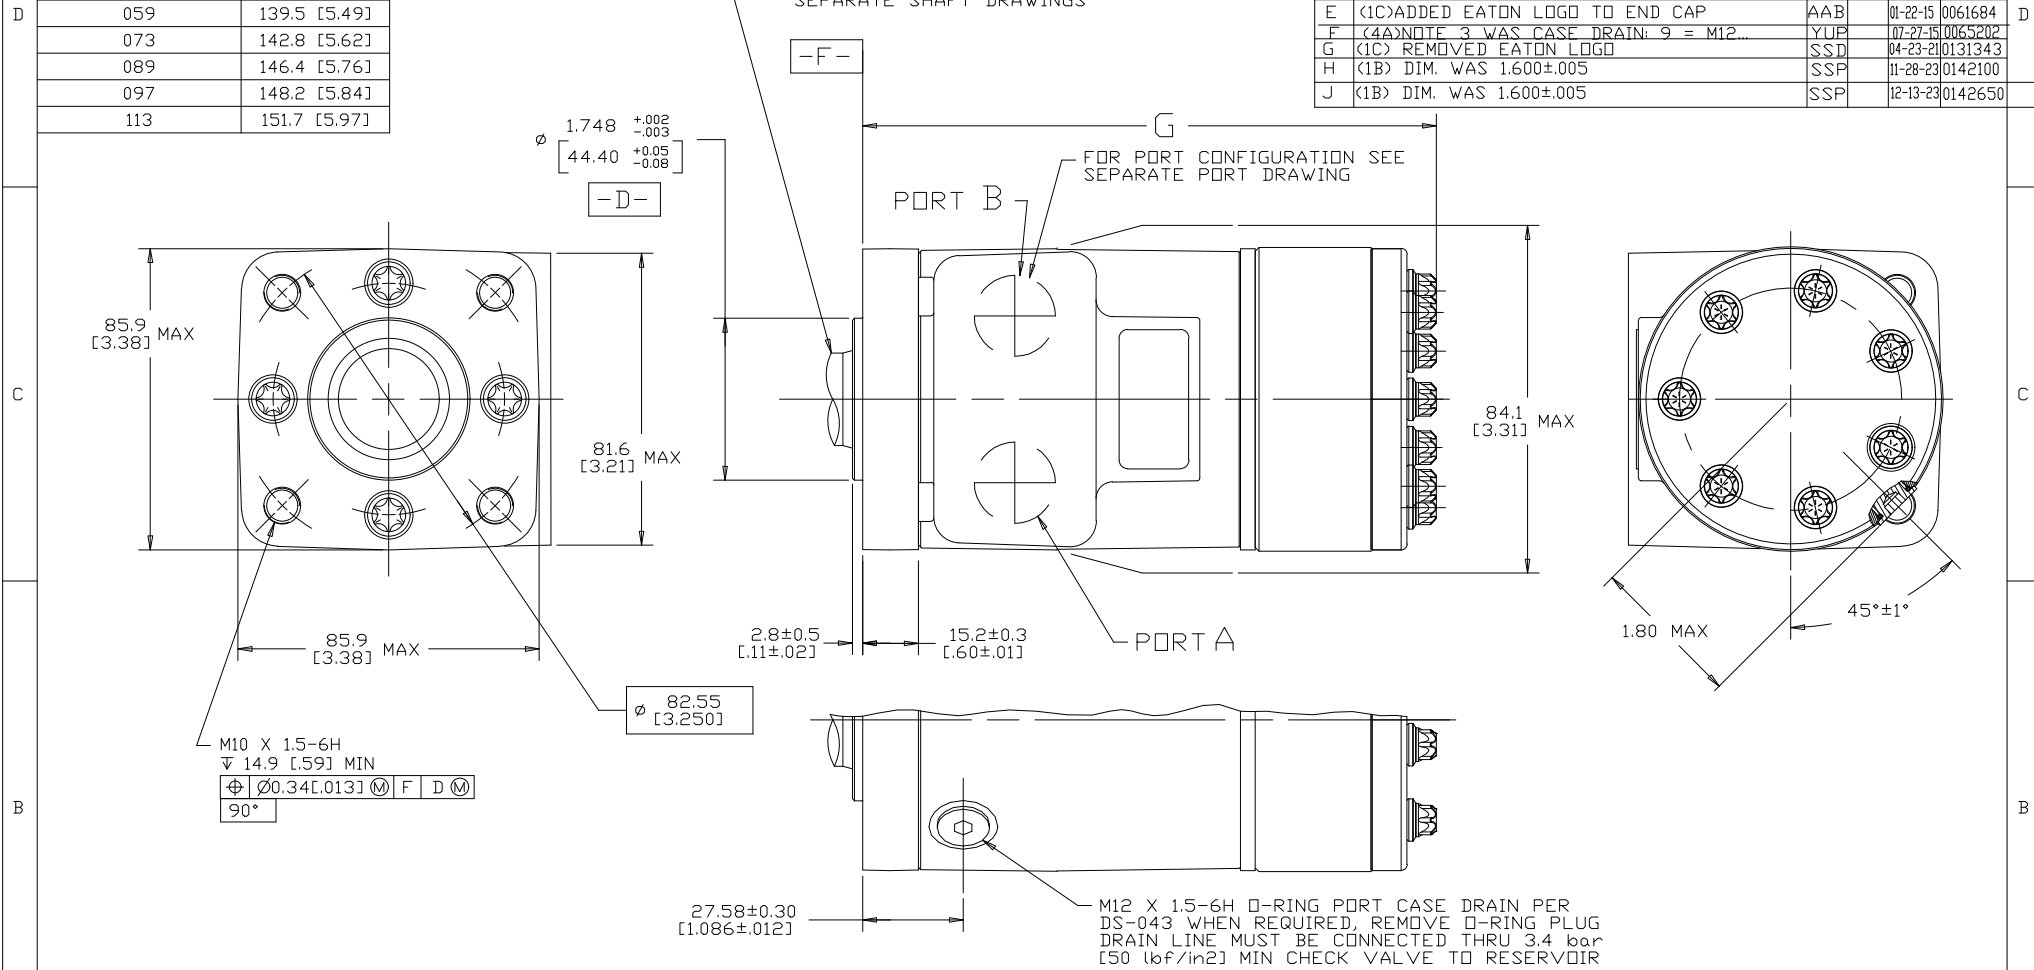 SEPARATE SHAFT DRAWINGS
D
059 139.5 [5.49]
073 142.8 [5.62]
089 146.4 [5.76]
097 148.2 [5.84]
113 151.7 [5.97]
E (1C)ADDED EATON LOGO TO END CAP AAB 01-22-15 0061684
F (4A)NOTE 3 WAS CASE DRAIN: 9 = M12... YUP 07-27-15 0065202
G (1C) REMOVED EATON LOGO SSD 04-23-21 0131343
H (1B) DIM. WAS 1.600±.005 SSP 11-28-23 0142100
J (1B) DIM. WAS 1.600±.005 SSP 12-13-23 0142650
D
-F-
G
ø 1.748 +.002 -.003
[44.40 +0.05 -0.08]
-D-
FOR PORT CONFIGURATION SEE
SEPARATE PORT DRAWING
PORT B
85.9
[3.38] MAX
81.6
[3.21] MAX
84.1
[3.31] MAX
C
C
2.8±0.5
[.11±.02]
15.2±0.3
[.60±.01]
PORT A
45°±1°
1.80 MAX
85.9
[3.38] MAX
ø 82.55
[3.250]
M10 X 1.5-6H
↧ 14.9 [.59] MIN
⌖ Ø0.34[.013] Ⓜ F D Ⓜ
90°
B
B
27.58±0.30
[1.086±.012]
M12 X 1.5-6H O-RING PORT CASE DRAIN PER
DS-043 WHEN REQUIRED, REMOVE O-RING PLUG
DRAIN LINE MUST BE CONNECTED THRU 3.4 bar
[50 lbf/in2] MIN CHECK VALVE TO RESERVOIR